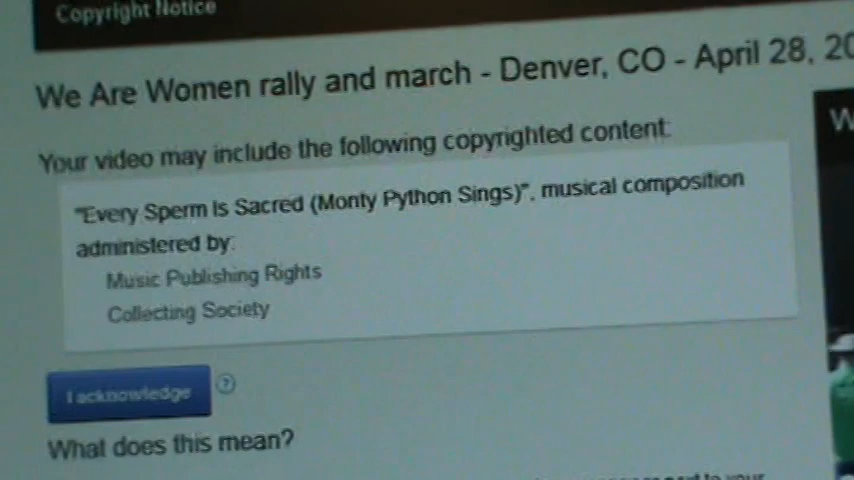 Copyright Notice
We Are Women rally and march - Denver, CO - April 28, 20
Your video may include the following copyrighted content:
"Every Sperm Is Sacred (Monty Python Sings)", musical composition
administered by:
Music Publishing Rights
Collecting Society
I acknowledge
?
What does this mean?
to your